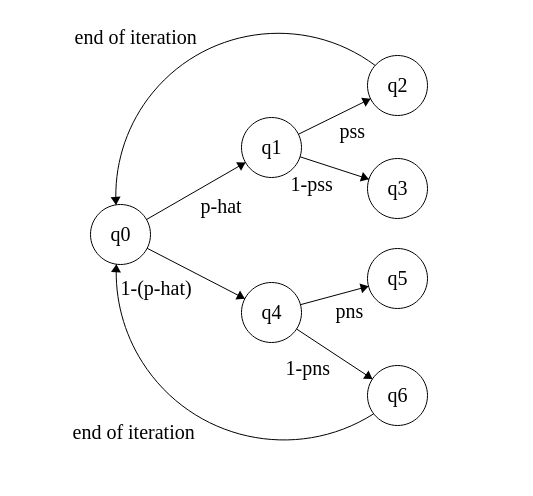 end of iteration
q2
pss
q1
1-pss
q3
p-hat
q0
1-(p-hat)
q5
q4
pns
1-pns
q6
end of iteration